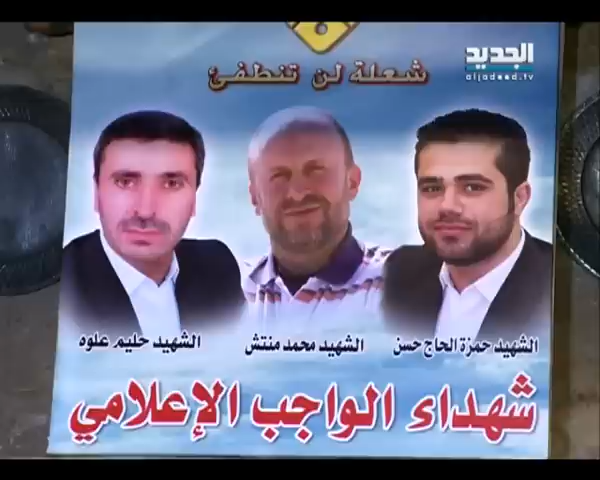 الجديد
aljadeed.tv
شعلة لن تنطفئ
الشهيد حمزة الحاج حسن
الشهيد محمد منتش
الشهيد حليم علوه
شهداء الواجب الإعلامي